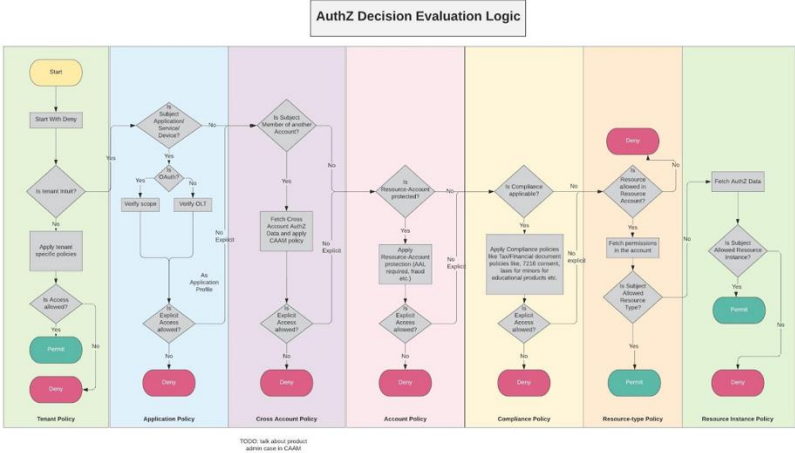 AuthZ Decision Evaluation Logic
Start
Start With Deny
Is tenant Intuit?
Yes
No
Apply tenant
specific policies
Is Access
allowed?
Yes
No
Permit
Deny
Tenant Policy
Is
Subject
Application/
Service/
Device?
No
Yes
Is
OAuth?
Yes
No
Verify scope
Verify OLT
No
Explicit
As
Application
Profile
Is
Explicit
Access
allowed?
No
Deny
Application Policy
Is Subject
Member of another
Account?
No
Yes
Fetch Cross
Account AuthZ
Data and apply
CAAM policy
No
Explicit
Is
Explicit
Access
allowed?
No
Deny
Cross Account Policy
Is
Resource-Account
protected?
No
Yes
Apply
Resource-Account
protection (AAL
required, fraud
etc.)
No
Explicit
Is
Explicit
Access
allowed?
No
Deny
Account Policy
Is Compliance
applicable?
No
Yes
Apply Compliance policies
like Tax/Financial document
policies like, 7216 consent,
laws for minors for
educational products etc
No
explicit
Is
Explicit
Access
allowed?
No
Deny
Compliance Policy
Deny
No
Is
Resource
allowed in
Resource
Account?
Yes
Fetch permissions
in the account
Is Subject
Allowed
Resource
Type?
No
Yes
Permit
Resource-type Policy
Fetch AuthZ Data
Is Subject
Allowed Resource
instance?
Yes
No
Permit
Deny
Resource Instance Policy
TODO: talk about product
admin case in CAAM